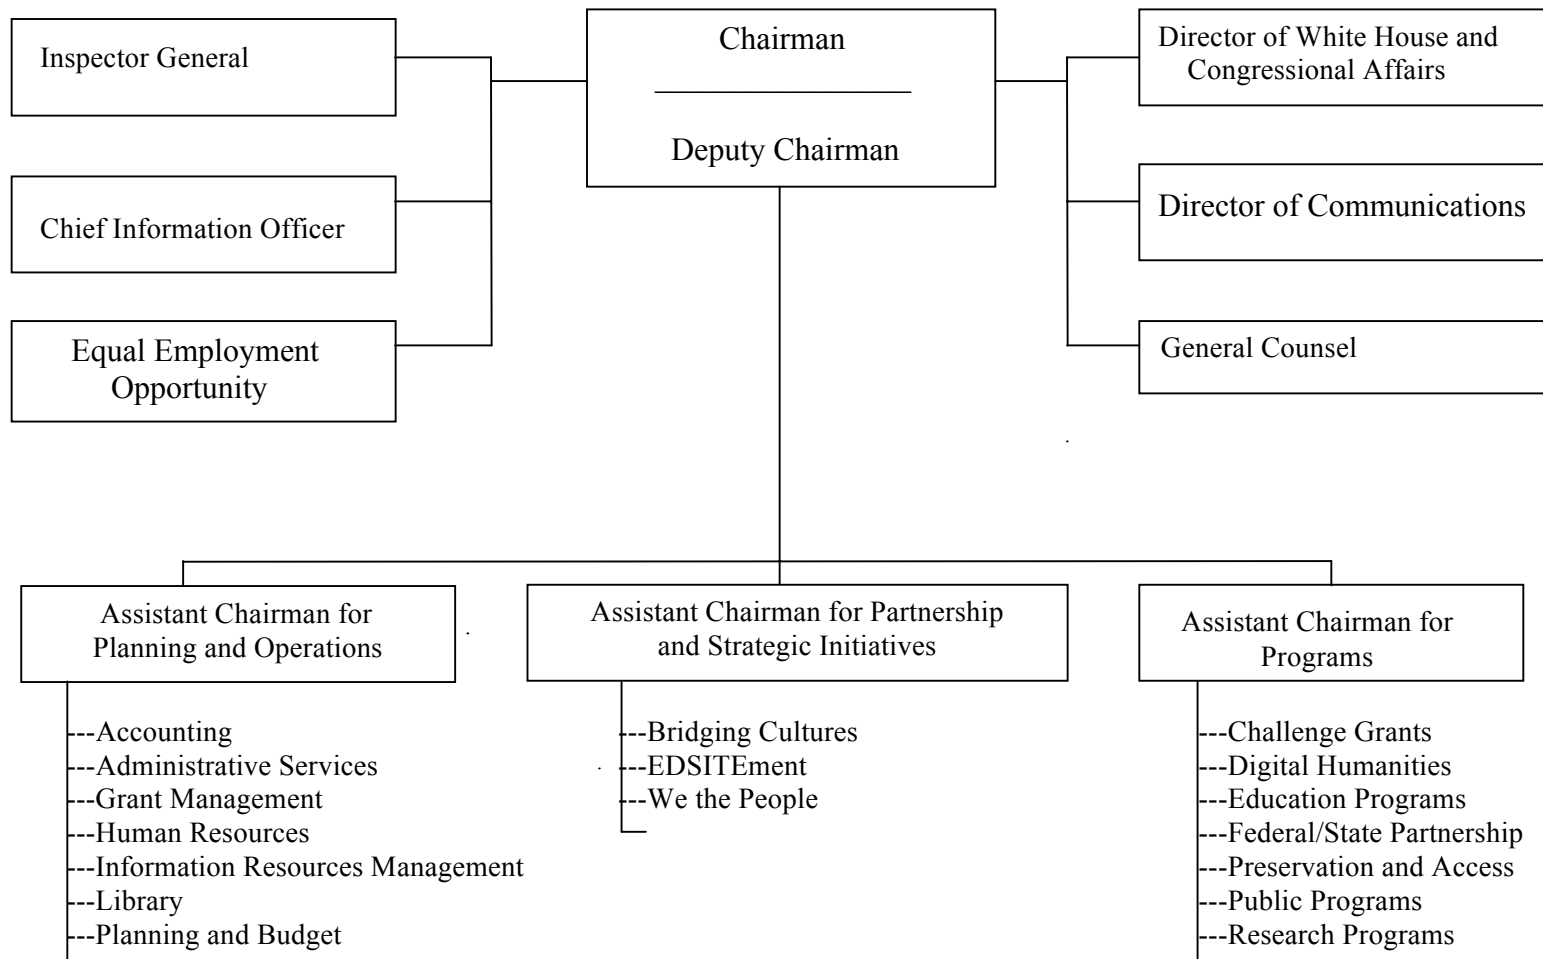 Chairman
Deputy Chairman
Inspector General
Chief Information Officer
Equal Employment
Opportunity
Director of White House and
Congressional Affairs
Director of Communications
General Counsel
Assistant Chairman for
Planning and Operations
---Accounting
---Administrative Services
---Grant Management
---Human Resources
---Information Resources Management
---Library
---Planning and Budget
Assistant Chairman for Partnership
and Strategic Initiatives
---Bridging Cultures
---EDSITEment
---We the People
Assistant Chairman for
Programs
---Challenge Grants
---Digital Humanities
---Education Programs
---Federal/State Partnership
---Preservation and Access
---Public Programs
---Research Programs